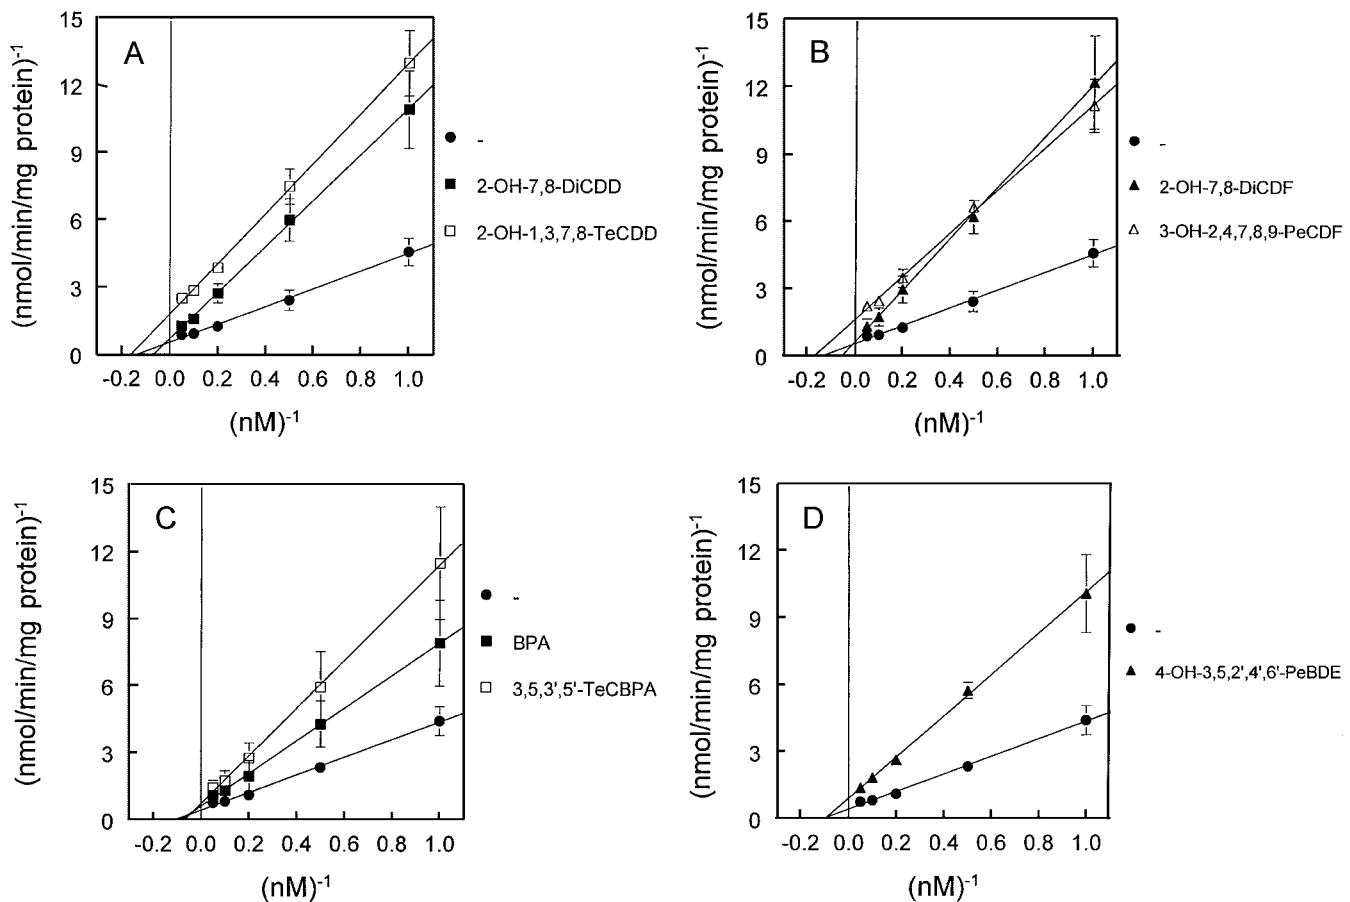 A
(nmol/min/mg protein)-1
15
12
9
6
3
0
-0.2 0.0 0.2 0.4 0.6 0.8 1.0
(nM)-1
-
2-OH-7,8-DiCDD
2-OH-1,3,7,8-TeCDD
B
(nmol/min/mg protein)-1
15
12
9
6
3
0
-0.2 0.0 0.2 0.4 0.6 0.8 1.0
(nM)-1
-
2-OH-7,8-DiCDF
3-OH-2,4,7,8,9-PeCDF
C
(nmol/min/mg protein)-1
15
12
9
6
3
0
-0.2 0.0 0.2 0.4 0.6 0.8 1.0
(nM)-1
-
BPA
3,5,3',5'-TeCBPA
D
(nmol/min/mg protein)-1
15
12
9
6
3
0
-0.2 0.0 0.2 0.4 0.6 0.8 1.0
(nM)-1
-
4-OH-3,5,2',4',6'-PeBDE